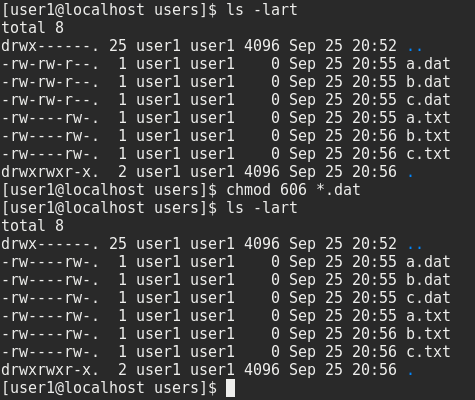 [user1@localhost users]$ ls -lart
total 8
drwx------. 25 user1 user1 4096 Sep 25 20:52 ..
-rw-rw-r--.  1 user1 user1    0 Sep 25 20:55 a.dat
-rw-rw-r--.  1 user1 user1    0 Sep 25 20:55 b.dat
-rw-rw-r--.  1 user1 user1    0 Sep 25 20:55 c.dat
-rw----rw-.  1 user1 user1    0 Sep 25 20:55 a.txt
-rw----rw-.  1 user1 user1    0 Sep 25 20:56 b.txt
-rw----rw-.  1 user1 user1    0 Sep 25 20:56 c.txt
drwxrwxr-x.  2 user1 user1 4096 Sep 25 20:56 .
[user1@localhost users]$ chmod 606 *.dat
[user1@localhost users]$ ls -lart
total 8
drwx------. 25 user1 user1 4096 Sep 25 20:52 ..
-rw----rw-.  1 user1 user1    0 Sep 25 20:55 a.dat
-rw----rw-.  1 user1 user1    0 Sep 25 20:55 b.dat
-rw----rw-.  1 user1 user1    0 Sep 25 20:55 c.dat
-rw----rw-.  1 user1 user1    0 Sep 25 20:55 a.txt
-rw----rw-.  1 user1 user1    0 Sep 25 20:56 b.txt
-rw----rw-.  1 user1 user1    0 Sep 25 20:56 c.txt
drwxrwxr-x.  2 user1 user1 4096 Sep 25 20:56 .
[user1@localhost users]$